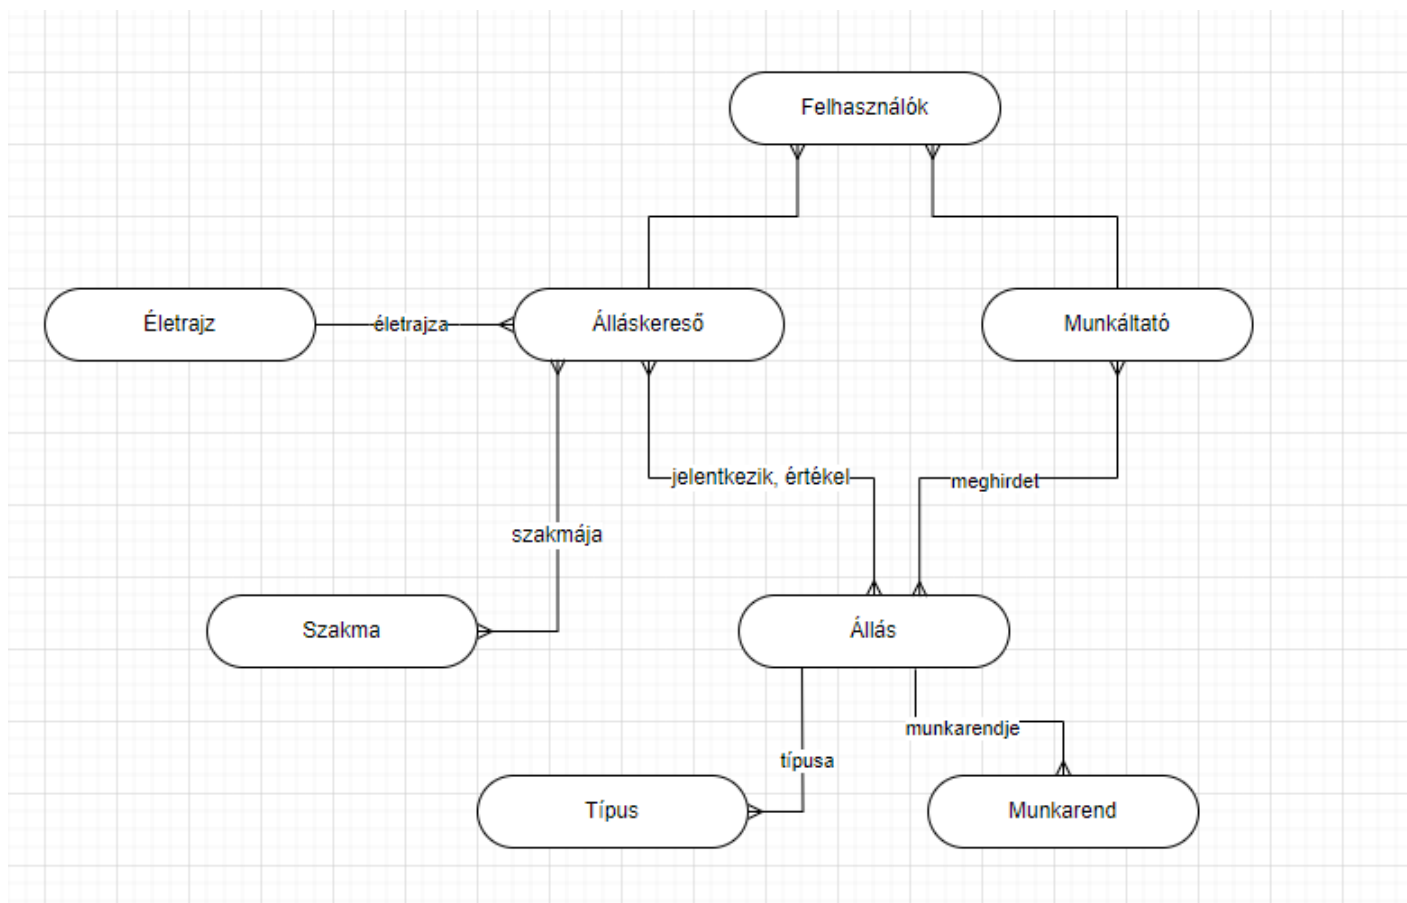 Felhasználók
Életrajz
életrajza
Álláskereső
Munkáltató
jelentkezik, értékel
meghirdet
szakmája
Szakma
Állás
munkarendje
típusa
Típus
Munkarend